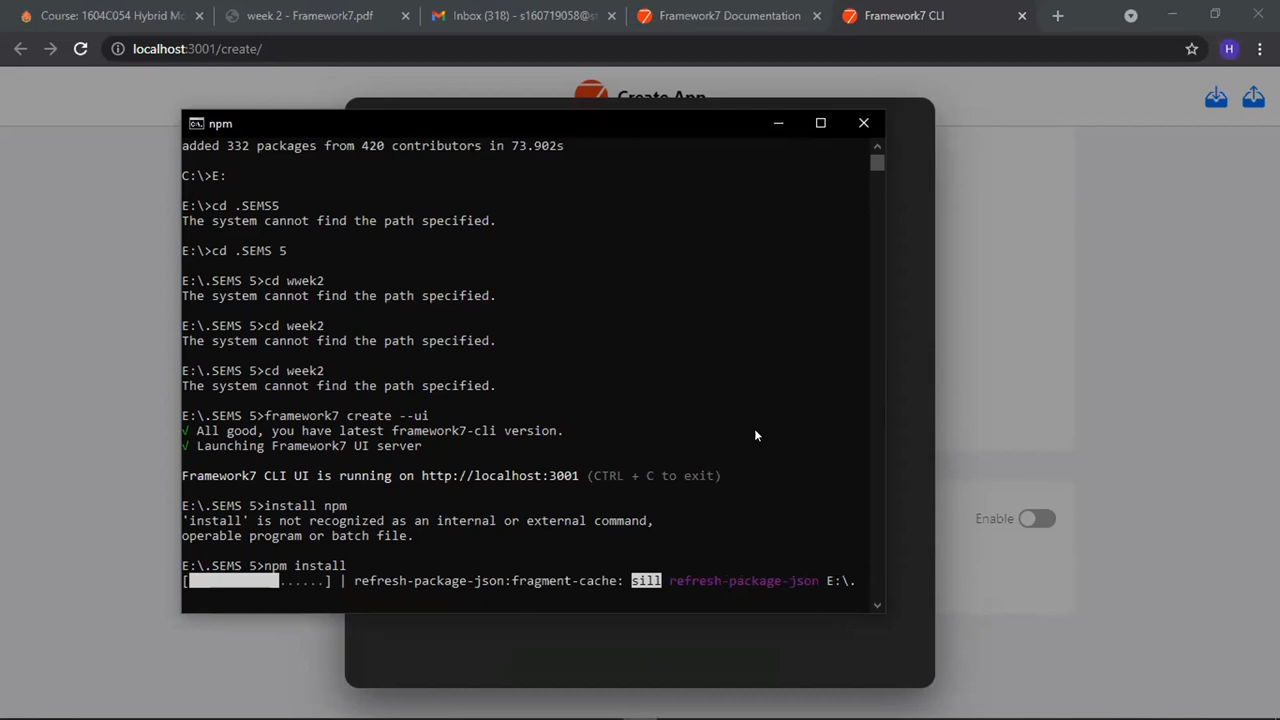 Course: 1604C054 Hybrid Mo
week 2 - Framework7.pdf
Inbox (318) - s160719058@st
Framework7 Documentation
Framework7 CLI
localhost:3001/create/
H
Create App
npm
added 332 packages from 420 contributors in 73.902s
C:\>E:
E:\>cd .SEMS5
The system cannot find the path specified.
E:\>cd .SEMS 5
E:\.SEMS 5>cd wwek2
The system cannot find the path specified.
E:\.SEMS 5>cd week2
The system cannot find the path specified.
E:\.SEMS 5>cd week2
The system cannot find the path specified.
E:\.SEMS 5>framework7 create --ui
√ All good, you have latest framework7-cli version.
√ Launching Framework7 UI server
Framework7 CLI UI is running on http://localhost:3001 (CTRL + C to exit)
E:\.SEMS 5>install npm
'install' is not recognized as an internal or external command,
operable program or batch file.
Enable
E:\.SEMS 5>npm install
[ ......] | refresh-package-json:fragment-cache: sill refresh-package-json E:\.